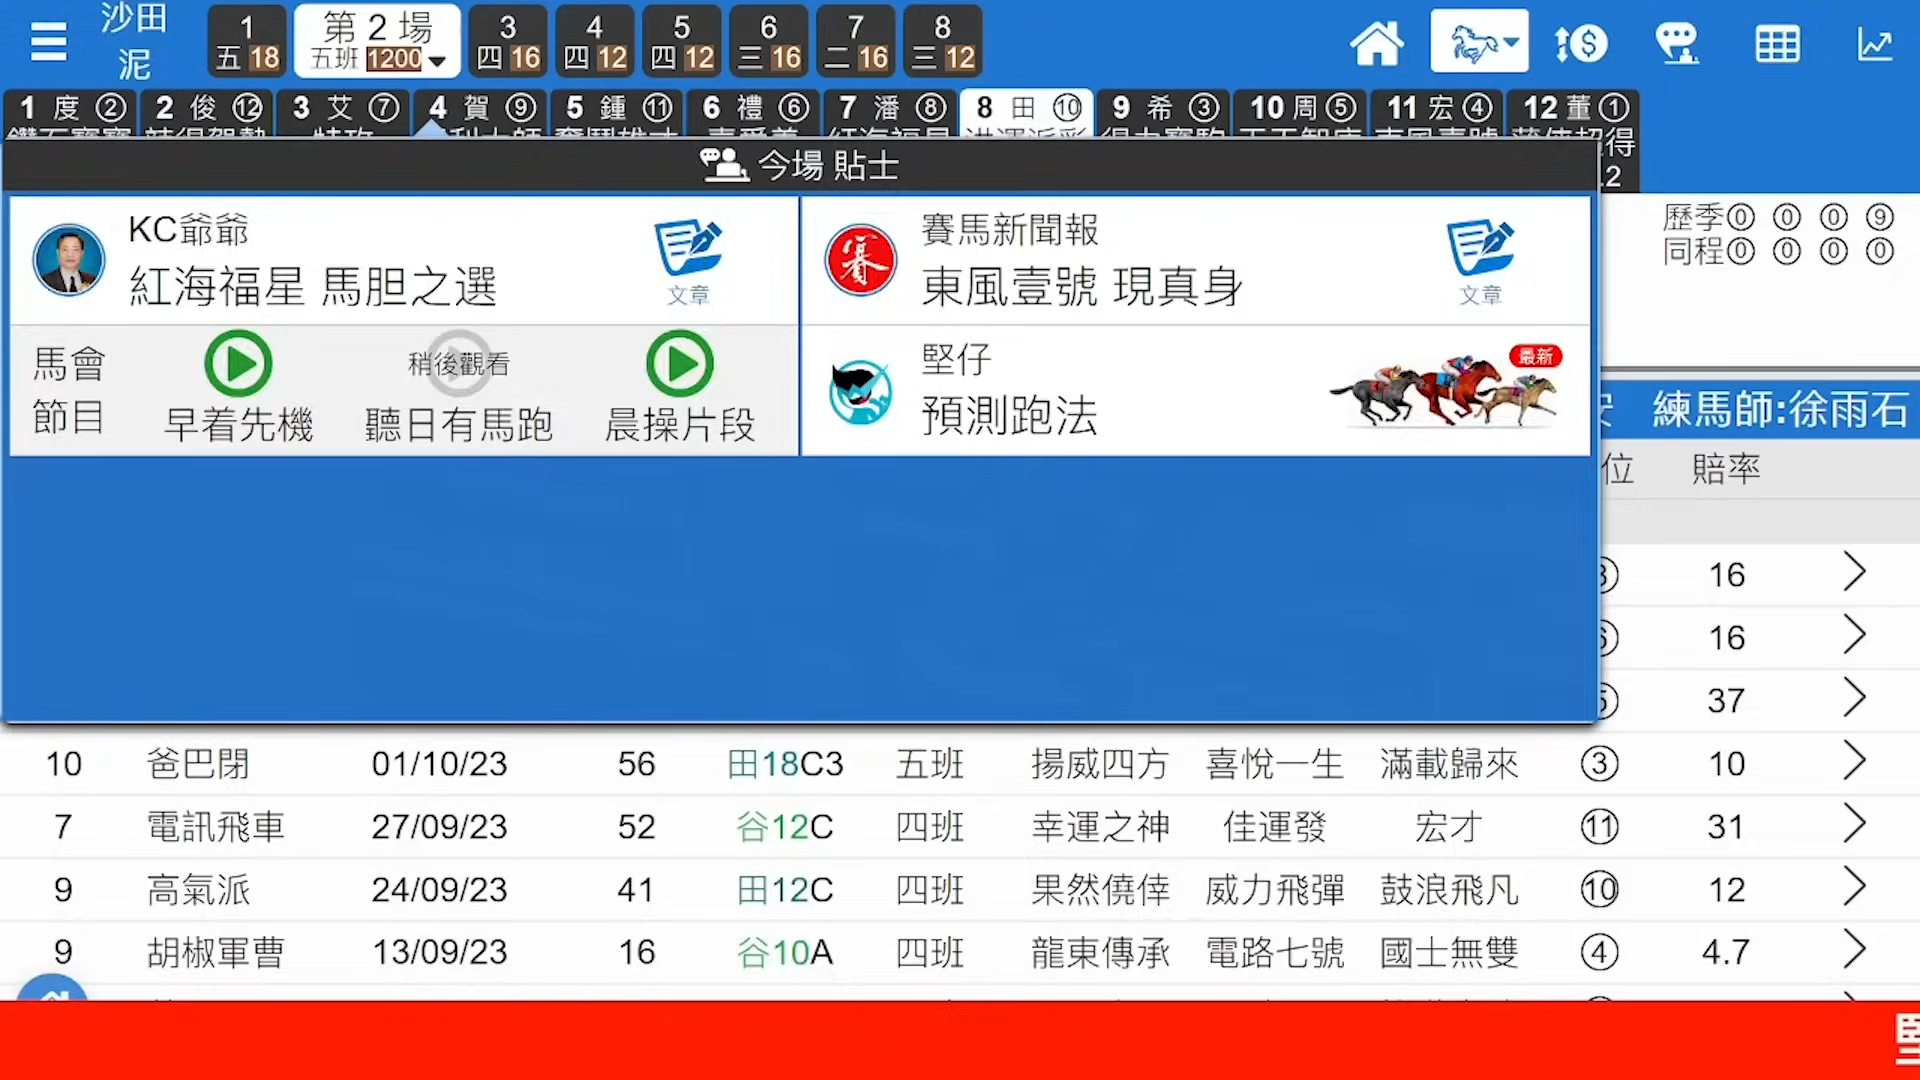 沙田
泥
1
五 18
第 2 場
五班 1200
3
四 16
4
四 12
5
四 12
6
三 16
7
二 16
8
三 12
1 度 ② 2 俊 ⑫ 3 艾 ⑦ 4 賀 ⑨ 5 鍾 ⑪ 6 禮 ⑥ 7 潘 ⑧ 8 田 ⑩ 9 希 ③ 10 周 ⑤ 11 宏 ④ 12 董 ①
今場 貼士
KC爺爺
紅海福星 馬胆之選
文章
賽
賽馬新聞報
東風壹號 現真身
文章
馬會
節目
早着先機
稍後觀看
聽日有馬跑
晨操片段
堅仔
預測跑法
最新
歷季⓪ ⓪ ⓪ ⑨
同程⓪ ⓪ ⓪ ⓪
練馬師:徐雨石
位 賠率
16
16
37
10 爸巴閉 01/10/23 56 田18C3 五班 揚威四方 喜悅一生 滿載歸來 ③ 10
7 電訊飛車 27/09/23 52 谷12C 四班 幸運之神 佳運發 宏才 ⑪ 31
9 高氣派 24/09/23 41 田12C 四班 果然僥倖 威力飛彈 鼓浪飛凡 ⑩ 12
9 胡椒軍曹 13/09/23 16 谷10A 四班 龍東傳承 電路七號 國士無雙 ④ 4.7